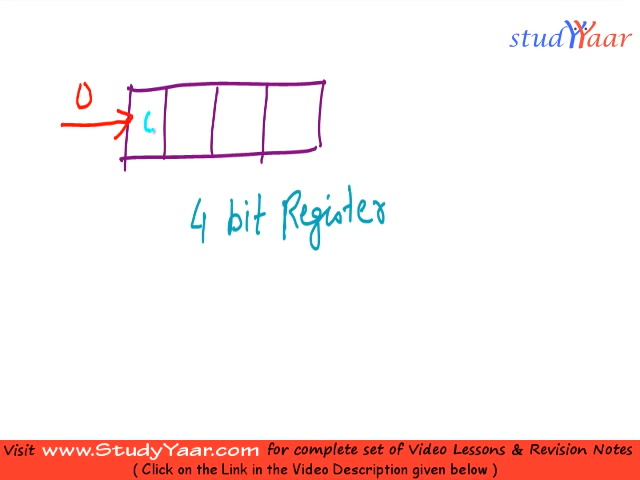 studYYaar
0
4 bit Register
Visit www.StudyYaar.com for complete set of Video Lessons & Revision Notes
( Click on the Link in the Video Description given below )